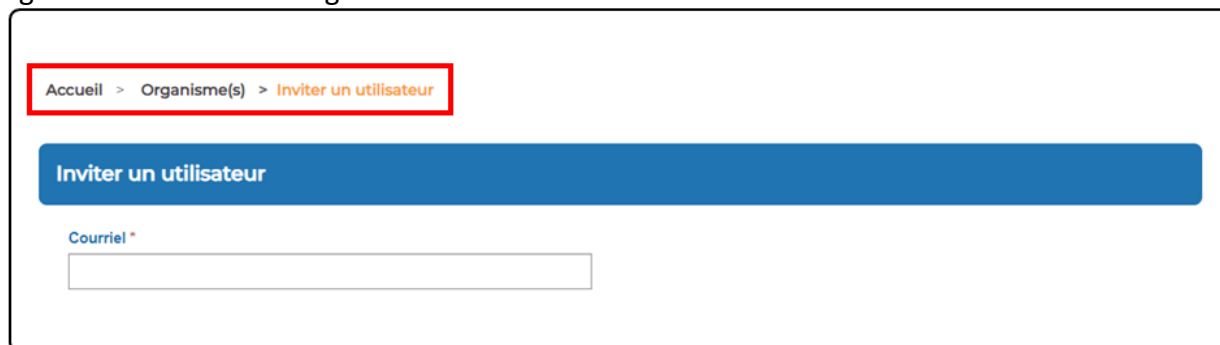 Accueil > Organisme(s) > Inviter un utilisateur
Inviter un utilisateur
Courriel *